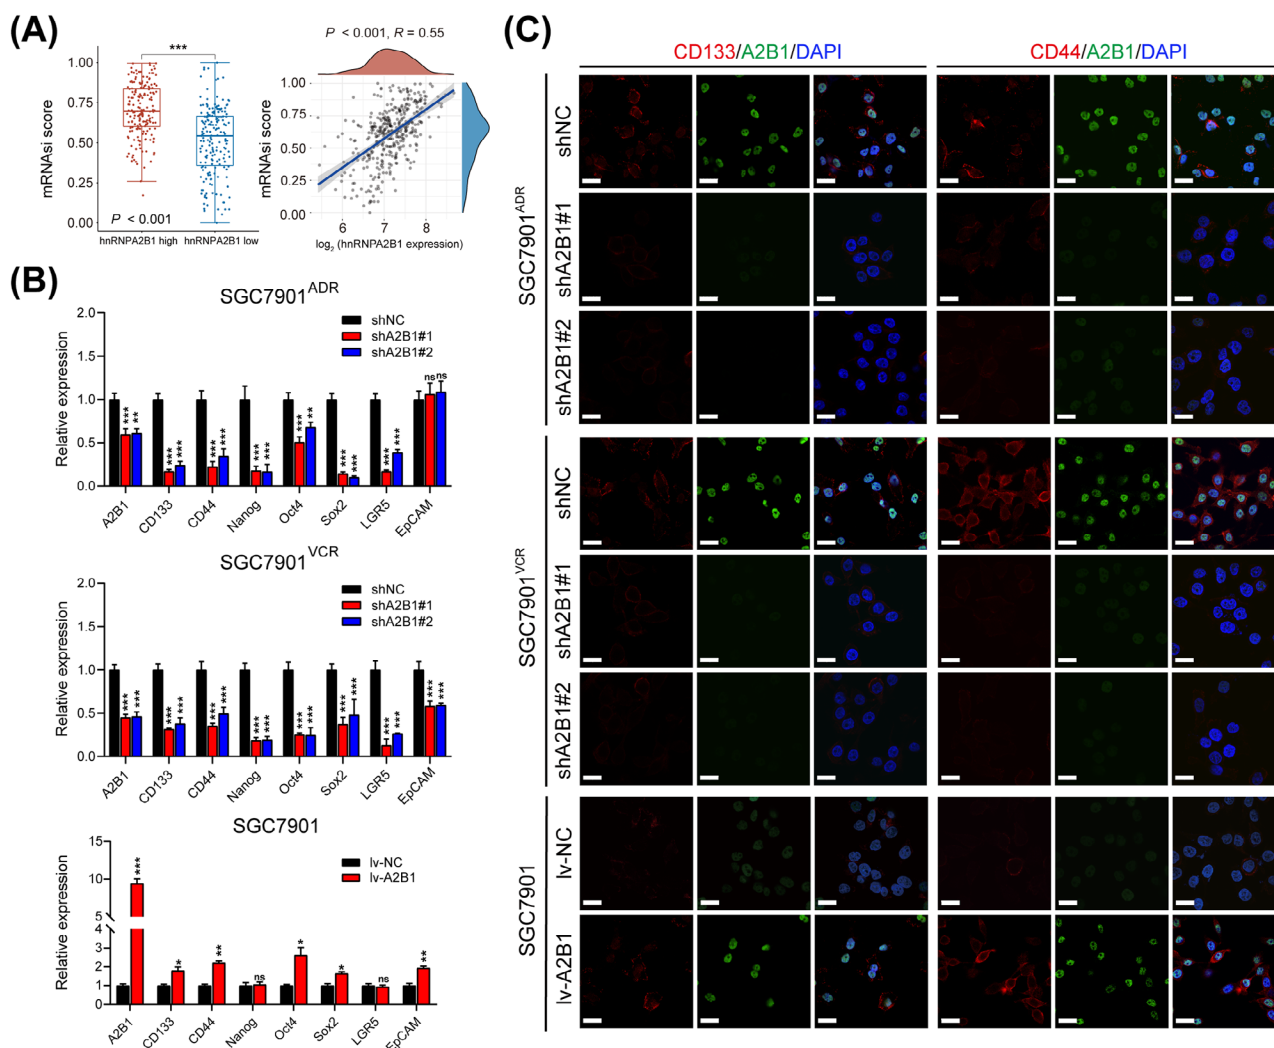 (A)
***
mRNAsi score
1.00
0.75
0.50
0.25
0.00
P < 0.001
hnRNPA2B1 high hnRNPA2B1 low
P < 0.001, R = 0.55
mRNAsi score
1.00
0.75
0.50
0.25
0.00
6 7 8
log2 (hnRNPA2B1 expression)
(B)
SGC7901ADR
shNC
shA2B1#1
shA2B1#2
Relative expression
2.0
1.5
1.0
0.5
0.0
*** ** *** *** *** *** *** *** *** ** *** *** *** *** ns ns
A2B1 CD133 CD44 Nanog Oct4 Sox2 LGR5 EpCAM
SGC7901VCR
shNC
shA2B1#1
shA2B1#2
Relative expression
2.0
1.5
1.0
0.5
0.0
*** *** *** *** *** *** *** *** *** *** *** *** *** *** *** ***
A2B1 CD133 CD44 Nanog Oct4 Sox2 LGR5 EpCAM
SGC7901
lv-NC
lv-A2B1
Relative expression
15
10
5
4
3
2
1
0
*** * ** ns * * ns **
A2B1 CD133 CD44 Nanog Oct4 Sox2 LGR5 EpCAM
(C)
CD133/A2B1/DAPI CD44/A2B1/DAPI
SGC7901ADR
shNC
shA2B1#1
shA2B1#2
SGC7901VCR
shNC
shA2B1#1
shA2B1#2
SGC7901
lv-NC
lv-A2B1